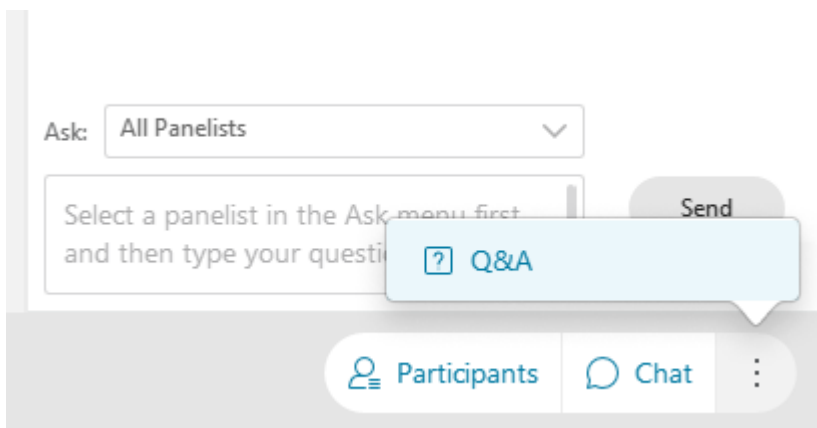 Ask: All Panelists
Select a panelist in the Ask menu first
and then type your questi
Send
Q&A
Participants
Chat